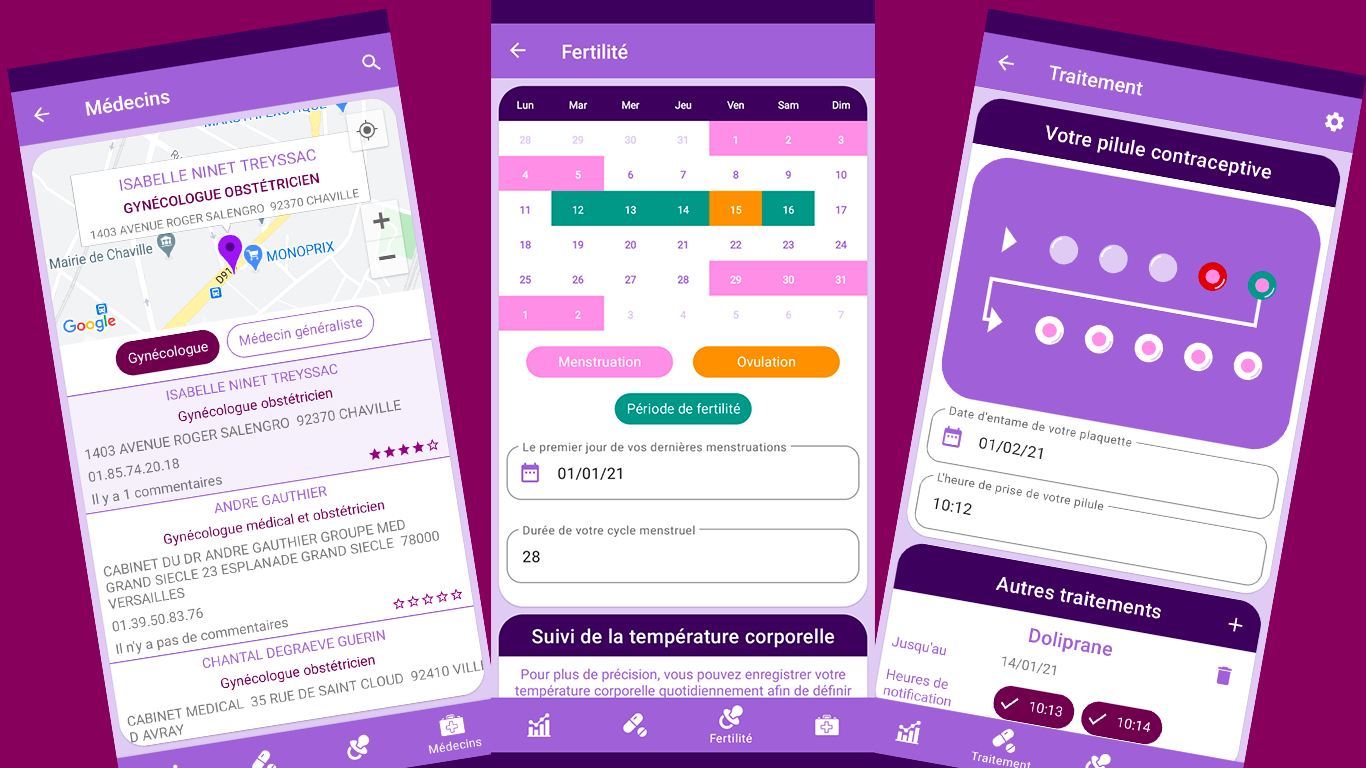 Médecins
ISABELLE NINET TREYSSAC
GYNÉCOLOGUE OBSTÉTRICIEN
1403 AVENUE ROGER SALENGRO 92370 CHAVILLE
Mairie de Chaville
MONOPRIX
D91
Google
Gynécologue
Médecin généraliste
ISABELLE NINET TREYSSAC
Gynécologue obstétricien
1403 AVENUE ROGER SALENGRO 92370 CHAVILLE
01.85.74.20.18
Il y a 1 commentaires
ANDRE GAUTHIER
Gynécologue médical et obstétricien
CABINET DU DR ANDRE GAUTHIER GROUPE MED
GRAND SIECLE 23 ESPLANADE GRAND SIECLE 78000
VERSAILLES
01.39.50.83.76
Il n'y a pas de commentaires
CHANTAL DEGRAEVE GUERIN
Gynécologue obstétricien
CABINET MEDICAL 35 RUE DE SAINT CLOUD 92410 VILLE
D AVRAY
Médecins
Fertilité
Lun Mar Mer Jeu Ven Sam Dim
28 29 30 31 1 2 3
4 5 6 7 8 9 10
11 12 13 14 15 16 17
18 19 20 21 22 23 24
25 26 27 28 29 30 31
1 2 3 4 5 6 7
Menstruation
Ovulation
Période de fertilité
Le premier jour de vos dernières menstruations
01/01/21
Durée de votre cycle menstruel
28
Suivi de la température corporelle
Pour plus de précision, vous pouvez enregistrer votre
température corporelle quotidiennement afin de définir
Fertilité
Traitement
Votre pilule contraceptive
Date d'entame de votre plaquette
01/02/21
L'heure de prise de votre pilule
10:12
Autres traitements
+
Doliprane
Jusqu'au
14/01/21
Heures de
notification
10:13
10:14
Traitement